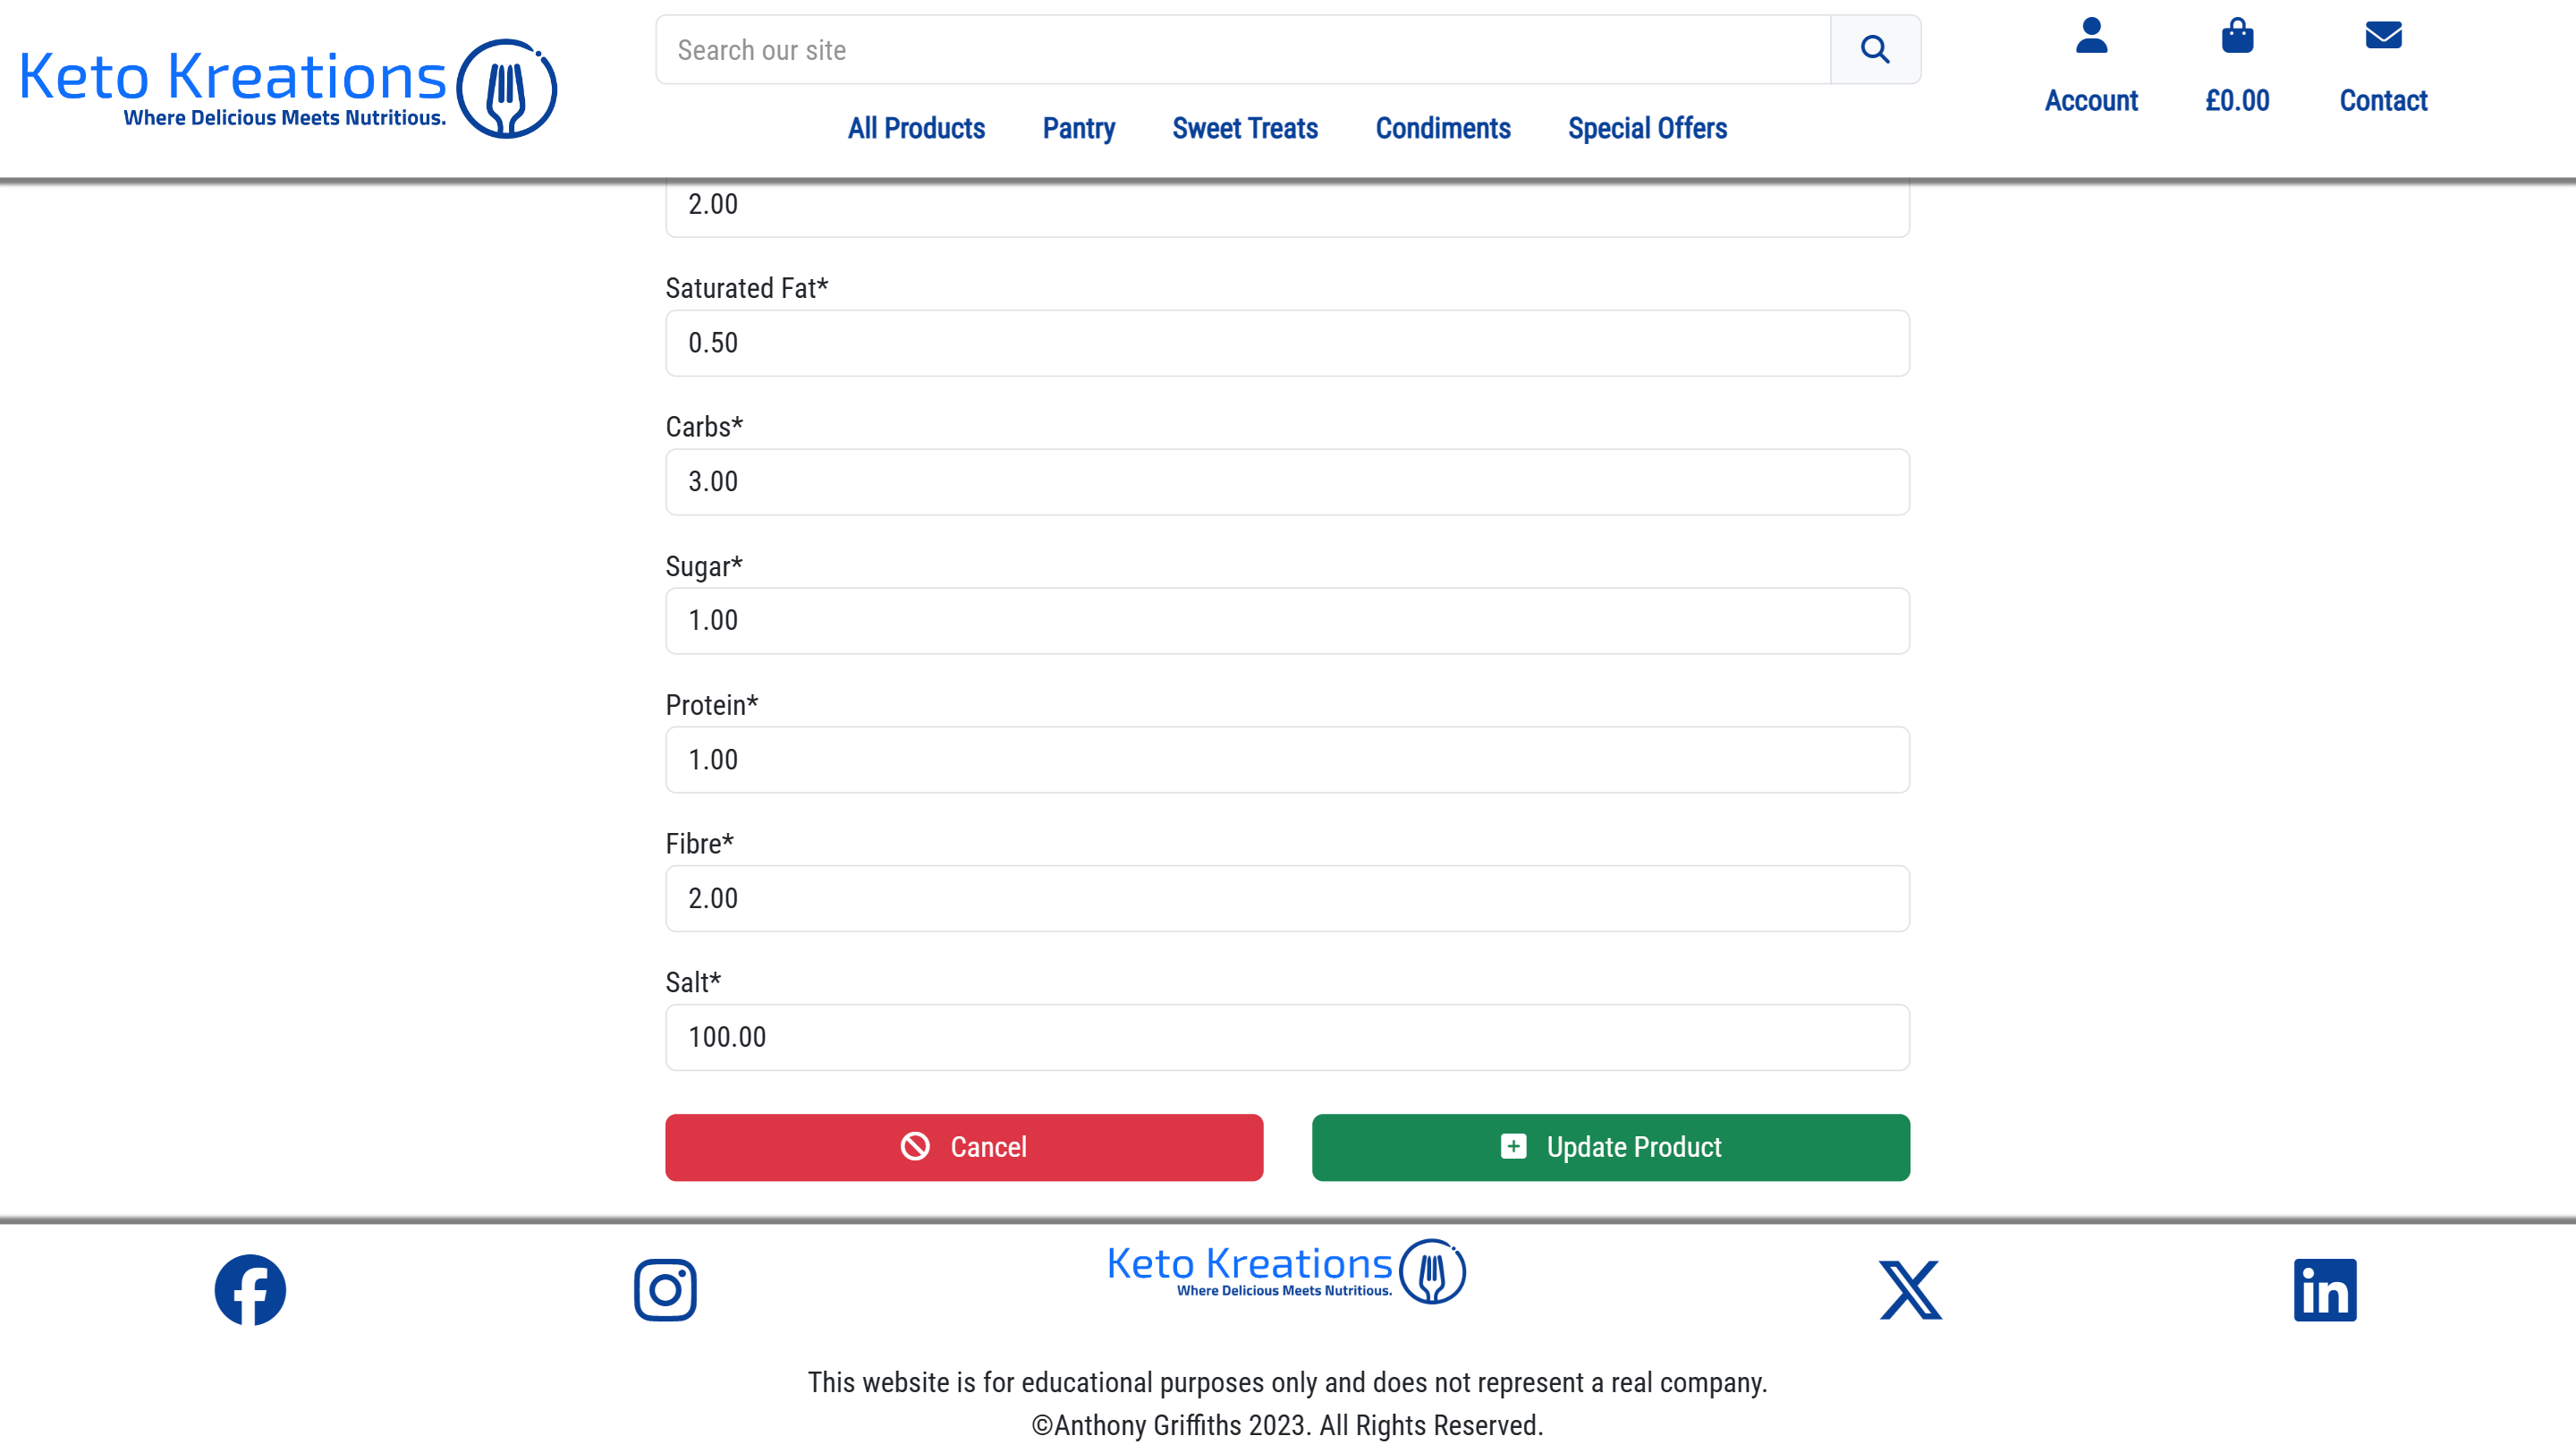 Keto Kreations
Where Delicious Meets Nutritious.
Search our site
All Products Pantry Sweet Treats Condiments Special Offers
Account £0.00 Contact
2.00
Saturated Fat*
0.50
Carbs*
3.00
Sugar*
1.00
Protein*
1.00
Fibre*
2.00
Salt*
100.00
Cancel Update Product
Keto Kreations
Where Delicious Meets Nutritious.
This website is for educational purposes only and does not represent a real company.
©Anthony Griffiths 2023. All Rights Reserved.